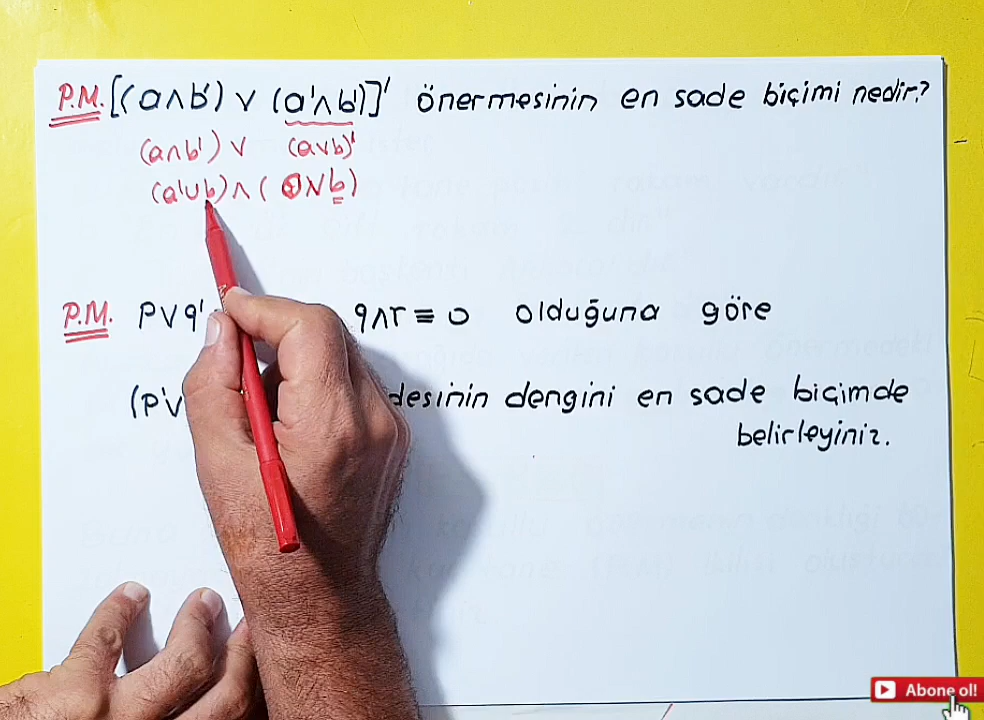 P.M. [(a∧b') ∨ (a'∧b')]' önermesinin en sade biçimi nedir?
(a∧b') ∨ (a∨b)'
(a'∪b)∧( a∨b)
P.M. P∨q' q∧r ≡ 0 olduğuna göre
(p'∨ desinin dengini en sade biçimde
belirleyiniz.
Abone ol!